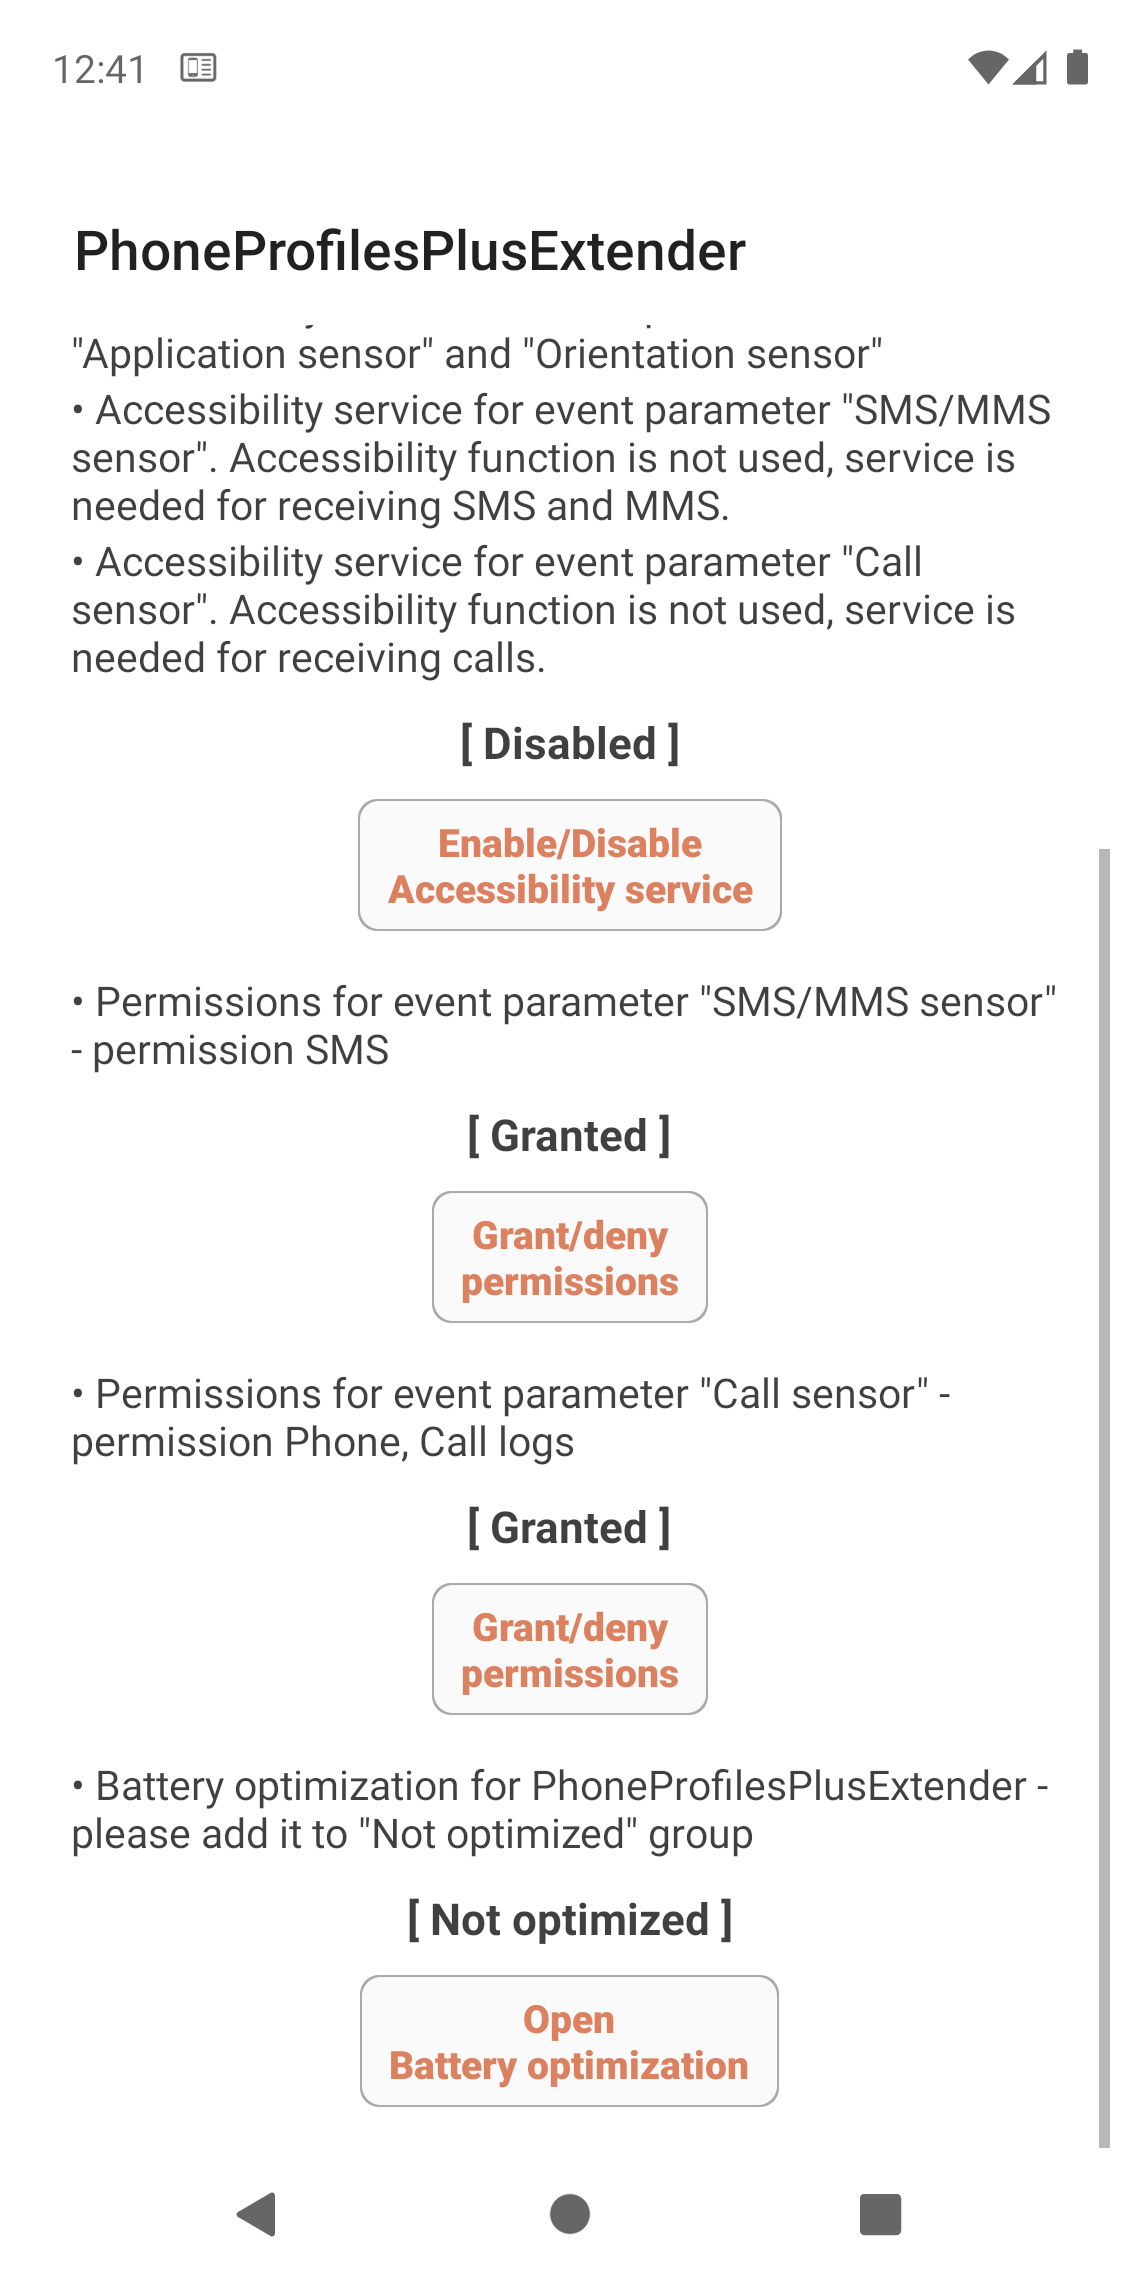 12:41
PhoneProfilesPlusExtender
"Application sensor" and "Orientation sensor"
• Accessibility service for event parameter "SMS/MMS
sensor". Accessibility function is not used, service is
needed for receiving SMS and MMS.
• Accessibility service for event parameter "Call
sensor". Accessibility function is not used, service is
needed for receiving calls.
[ Disabled ]
Enable/Disable
Accessibility service
• Permissions for event parameter "SMS/MMS sensor"
- permission SMS
[ Granted ]
Grant/deny
permissions
• Permissions for event parameter "Call sensor" -
permission Phone, Call logs
[ Granted ]
Grant/deny
permissions
• Battery optimization for PhoneProfilesPlusExtender -
please add it to "Not optimized" group
[ Not optimized ]
Open
Battery optimization